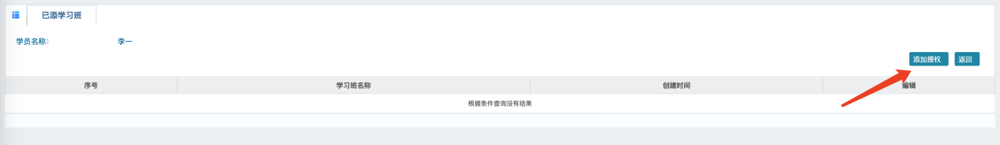 已添学习班
学员名称： 李一
添加授权 返回
序号 学习班名称 创建时间 编辑
根据条件查询没有结果